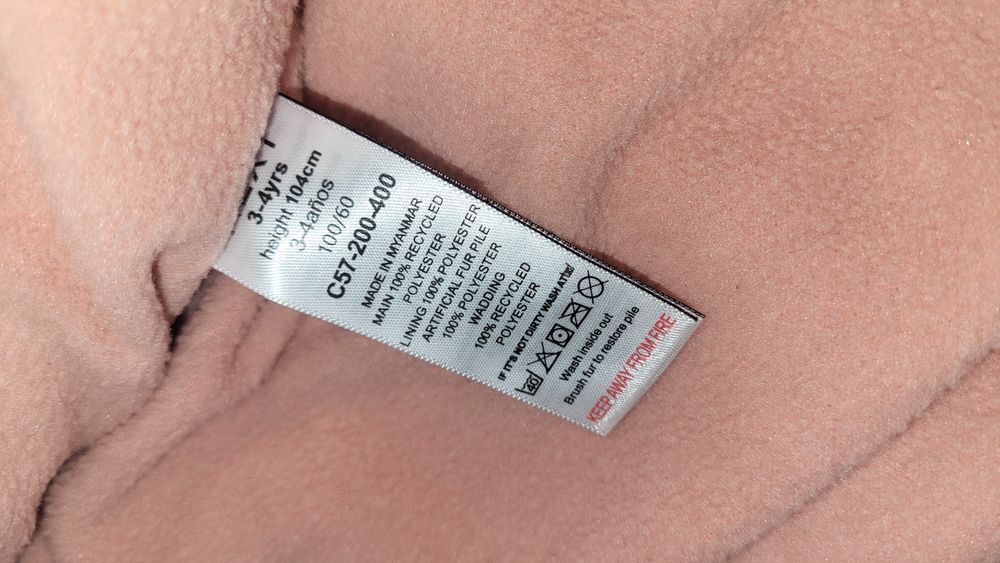 3-4yrs
height 104cm
3-4años
100/60
C57-200-400
MADE IN MYANMAR
MAIN 100% RECYCLED
POLYESTER
LINING 100% POLYESTER
ARTIFICIAL FUR PILE
100% POLYESTER
WADDING
100% RECYCLED
POLYESTER
IF IT'S NOT DIRTY WASH AT
40
Wash inside out
Brush fur to restore pile
KEEP AWAY FROM FIRE